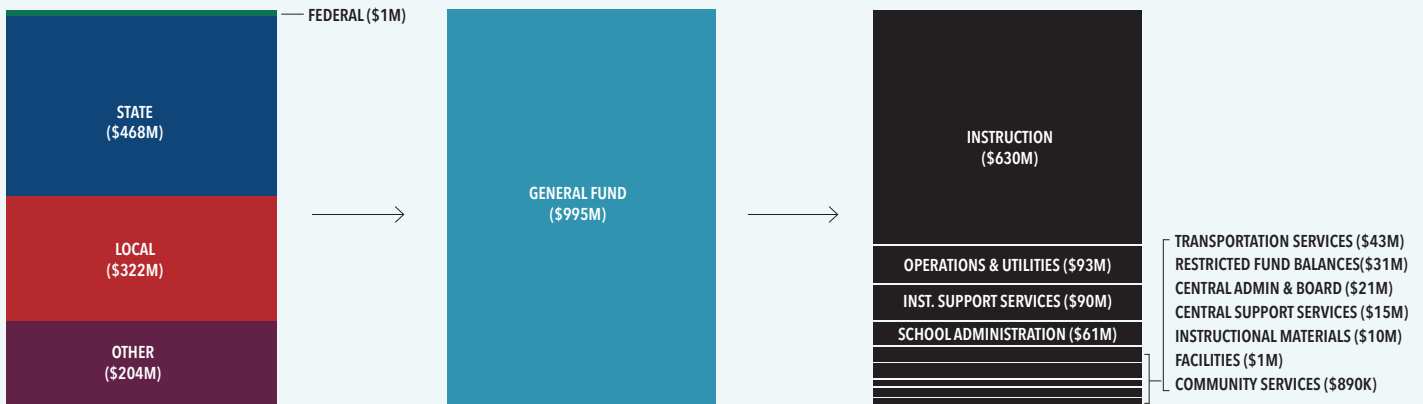 FEDERAL ($1M)
STATE
($468M)
LOCAL
($322M)
OTHER
($204M)
GENERAL FUND
($995M)
INSTRUCTION
($630M)
OPERATIONS & UTILITIES ($93M)
INST. SUPPORT SERVICES ($90M)
SCHOOL ADMINISTRATION ($61M)
TRANSPORTATION SERVICES ($43M)
RESTRICTED FUND BALANCES($31M)
CENTRAL ADMIN & BOARD ($21M)
CENTRAL SUPPORT SERVICES ($15M)
INSTRUCTIONAL MATERIALS ($10M)
FACILITIES ($1M)
COMMUNITY SERVICES ($890K)